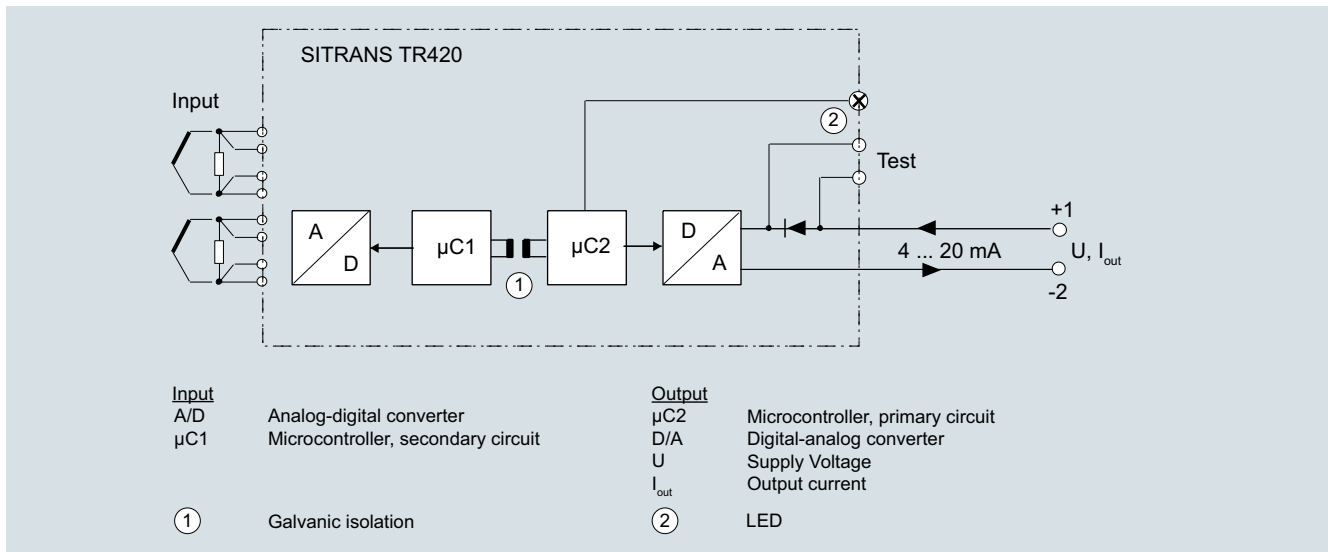 SITRANS TR420
Input
2
Test
A
D
µC1
1
µC2
D
A
+1
4 ... 20 mA
U, Iout
-2
Input
A/D Analog-digital converter
µC1 Microcontroller, secondary circuit
1 Galvanic isolation
Output
µC2 Microcontroller, primary circuit
D/A Digital-analog converter
U Supply Voltage
Iout Output current
2 LED